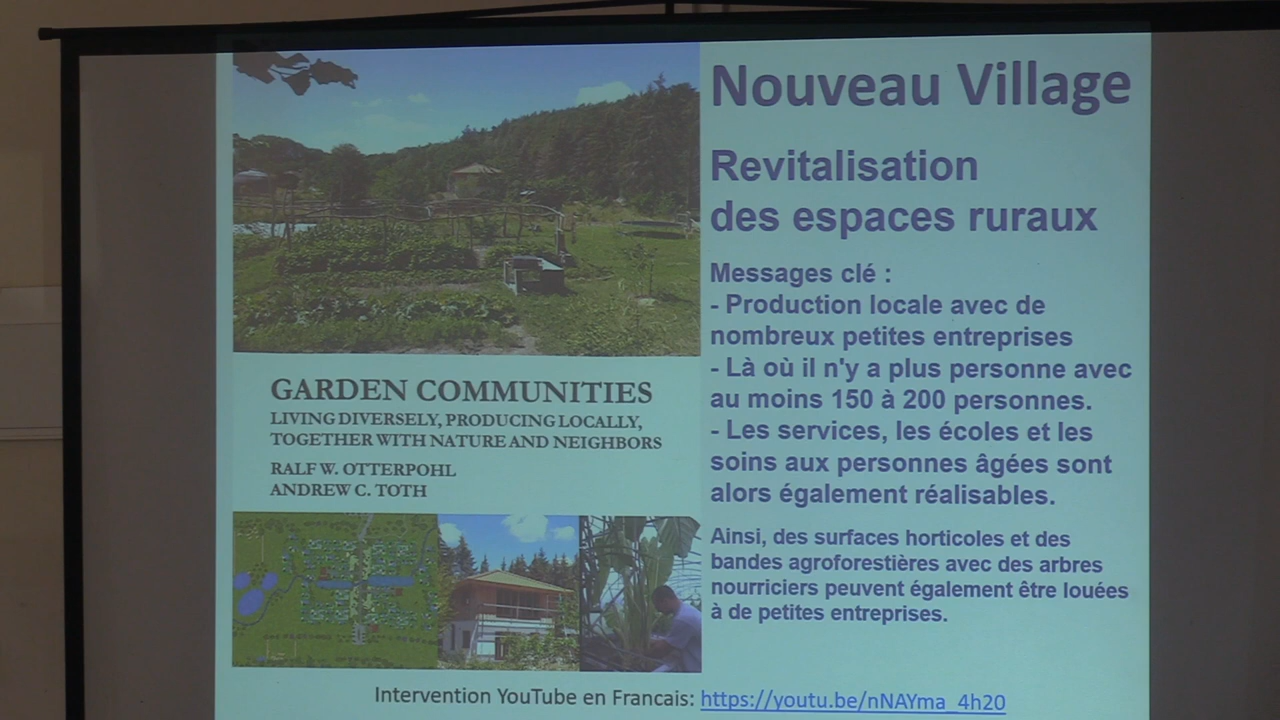 Nouveau Village
Revitalisation
des espaces ruraux
Messages clé :
- Production locale avec de
nombreux petites entreprises
- Là où il n'y a plus personne avec
au moins 150 à 200 personnes.
- Les services, les écoles et les
soins aux personnes âgées sont
alors également réalisables.
Ainsi, des surfaces horticoles et des
bandes agroforestières avec des arbres
nourriciers peuvent également être louées
à de petites entreprises.
GARDEN COMMUNITIES
LIVING DIVERSELY, PRODUCING LOCALLY,
TOGETHER WITH NATURE AND NEIGHBORS
RALF W. OTTERPOHL
ANDREW C. TOTH
Intervention YouTube en Francais: https://youtu.be/nNAYma_4h20